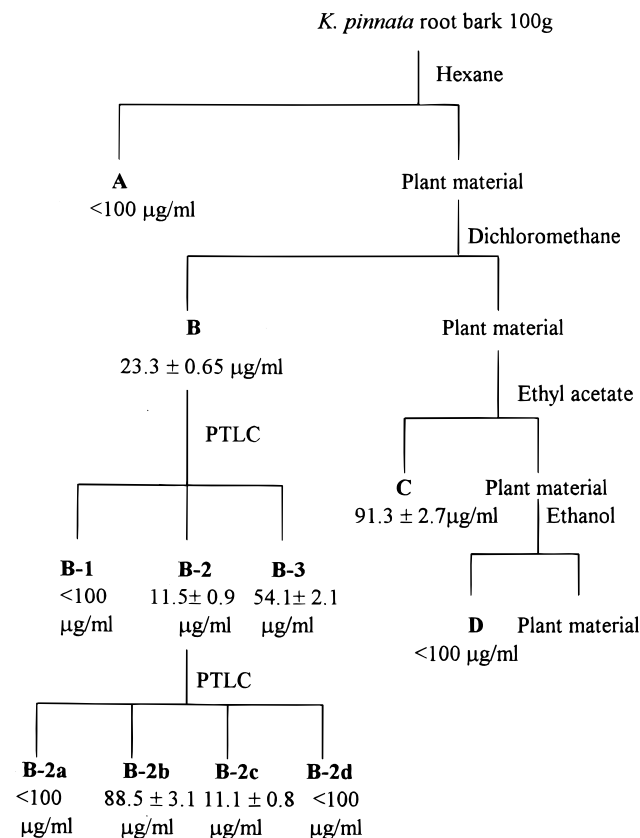 K. pinnata root bark 100g
Hexane
A
<100 µg/ml
Plant material
Dichloromethane
B
23.3 ± 0.65 µg/ml
Plant material
Ethyl acetate
PTLC
C
91.3 ± 2.7µg/ml
Plant material
Ethanol
B-1
<100
µg/ml
B-2
11.5± 0.9
µg/ml
B-3
54.1± 2.1
µg/ml
D
<100 µg/ml
Plant material
PTLC
B-2a
<100
µg/ml
B-2b
88.5 ± 3.1
µg/ml
B-2c
11.1 ± 0.8
µg/ml
B-2d
<100
µg/ml